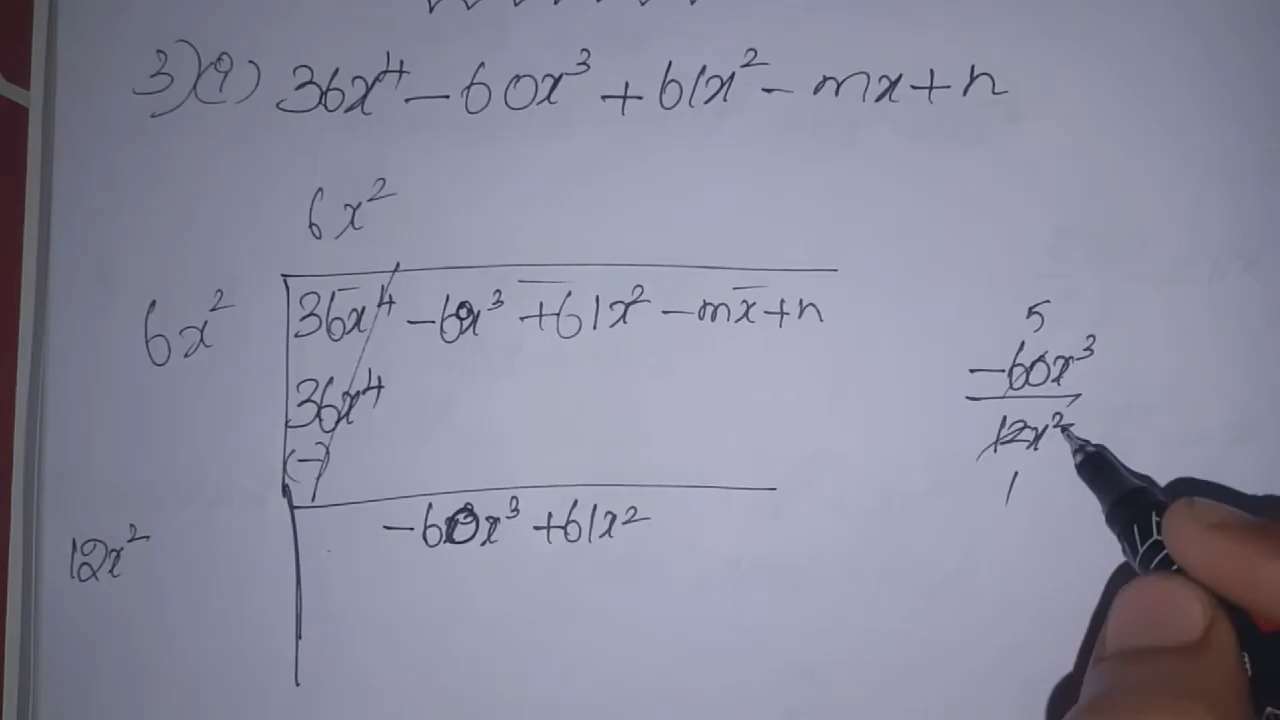 3)(9) 36x⁴ - 60x³ + 61x² - mx + n
6x²
6x² 36x⁴ - 60x³ + 61x² - mx + n
36x⁴
(-)
12x² - 60x³ + 61x²
5
-60x³
12x²
1